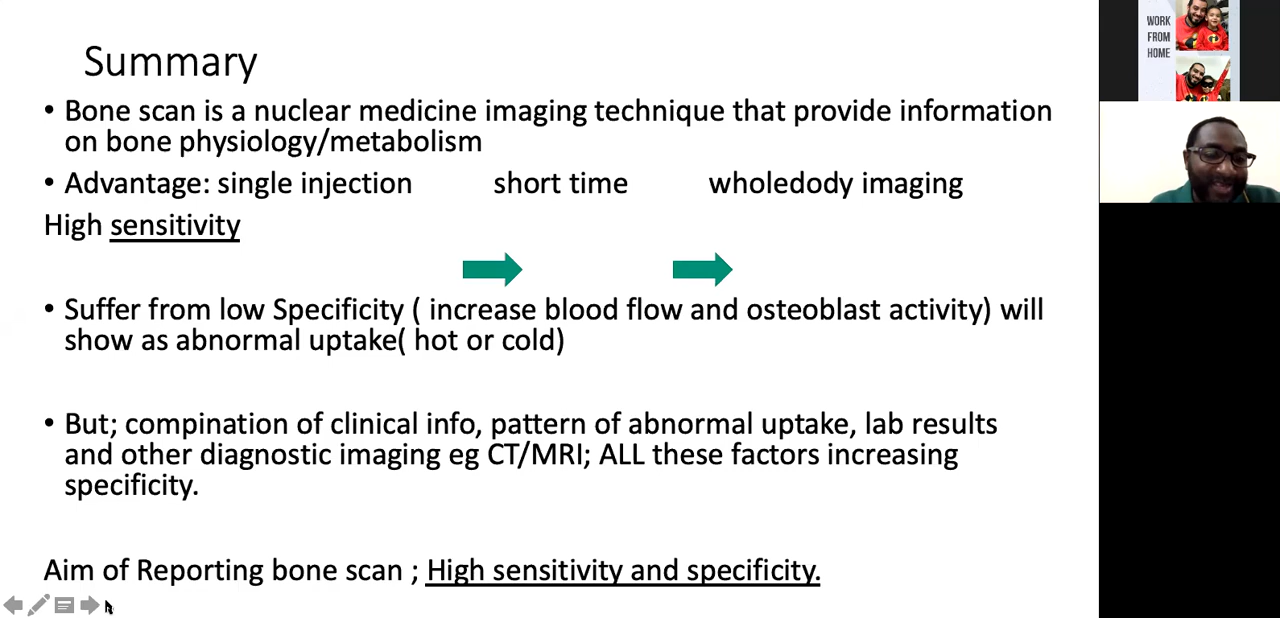 Summary
• Bone scan is a nuclear medicine imaging technique that provide information
on bone physiology/metabolism
• Advantage: single injection short time wholedody imaging
High sensitivity
• Suffer from low Specificity ( increase blood flow and osteoblast activity) will
show as abnormal uptake( hot or cold)
• But; compination of clinical info, pattern of abnormal uptake, lab results
and other diagnostic imaging eg CT/MRI; ALL these factors increasing
specificity.
Aim of Reporting bone scan ; High sensitivity and specificity.
WORK
FROM
HOME